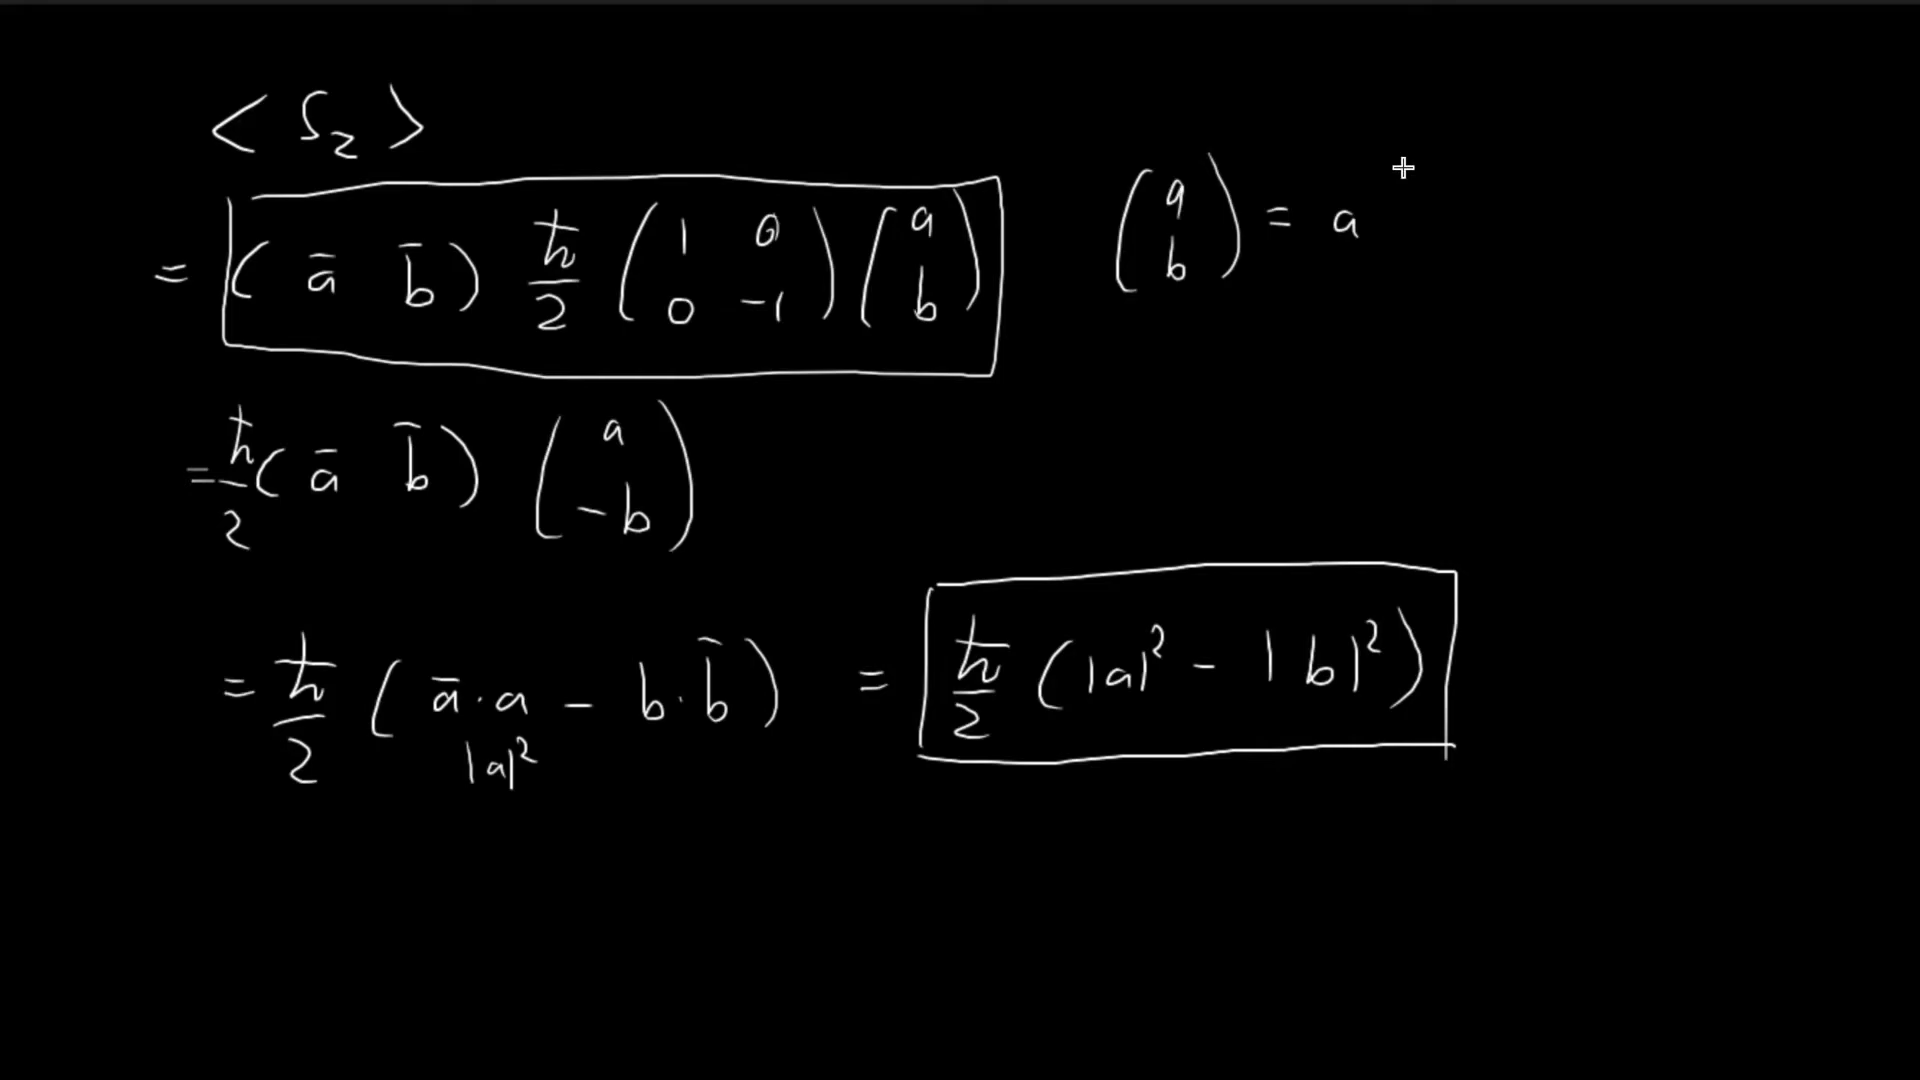 < S_z >
= ( ā b̄ ) ħ/2 ( 1 0 ; 0 -1 ) ( a ; b )
( a ; b ) = a
= ħ/2 ( ā b̄ ) ( a ; -b )
= ħ/2 ( ā · a - b · b̄ ) = ħ/2 ( |a|² - |b|² )
|a|²